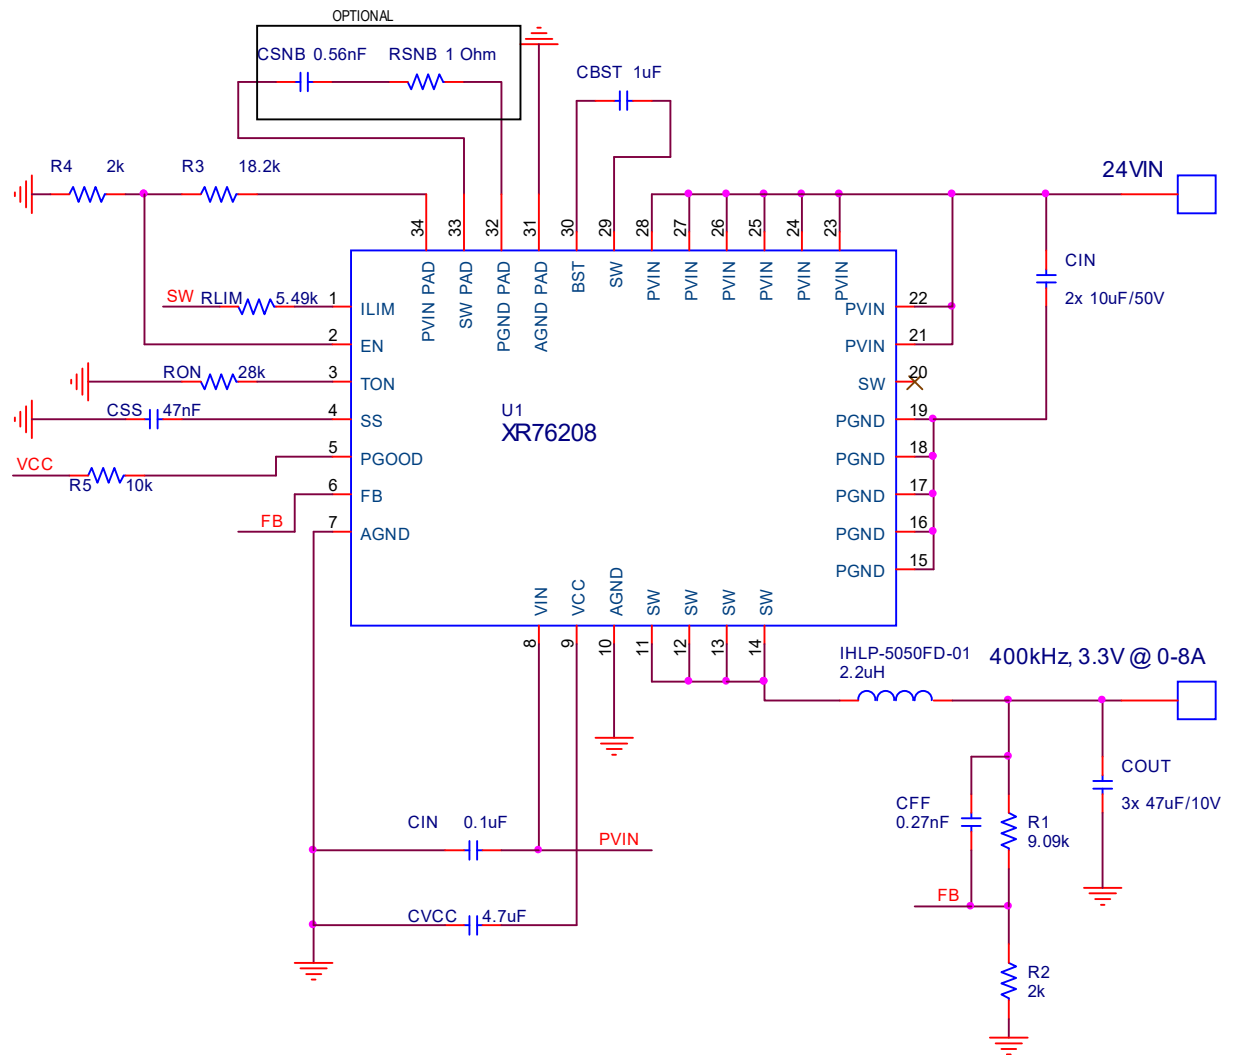 OPTIONAL
CSNB 0.56nF RSNB 1 Ohm
CBST 1uF
R4 2k R3 18.2k
24VIN
34 33 32 31 30 29 28 27 26 25 24 23
PVIN PAD SW PAD PGND PAD AGND PAD BST SW PVIN PVIN PVIN PVIN PVIN PVIN
CIN
2x 10uF/50V
SW RLIM 5.49k 1 ILIM
2 EN
RON 28k 3 TON
CSS 47nF 4 SS
5 PGOOD
VCC
R5 10k
6 FB
FB
7 AGND
U1
XR76208
PVIN 22
PVIN 21
SW 20
PGND 19
PGND 18
PGND 17
PGND 16
PGND 15
VIN VCC AGND SW SW SW SW
8 9 10 11 12 13 14
IHLP-5050FD-01
2.2uH
400kHz, 3.3V @ 0-8A
COUT
3x 47uF/10V
CFF
0.27nF
R1
9.09k
CIN 0.1uF
PVIN
FB
CVCC 4.7uF
R2
2k